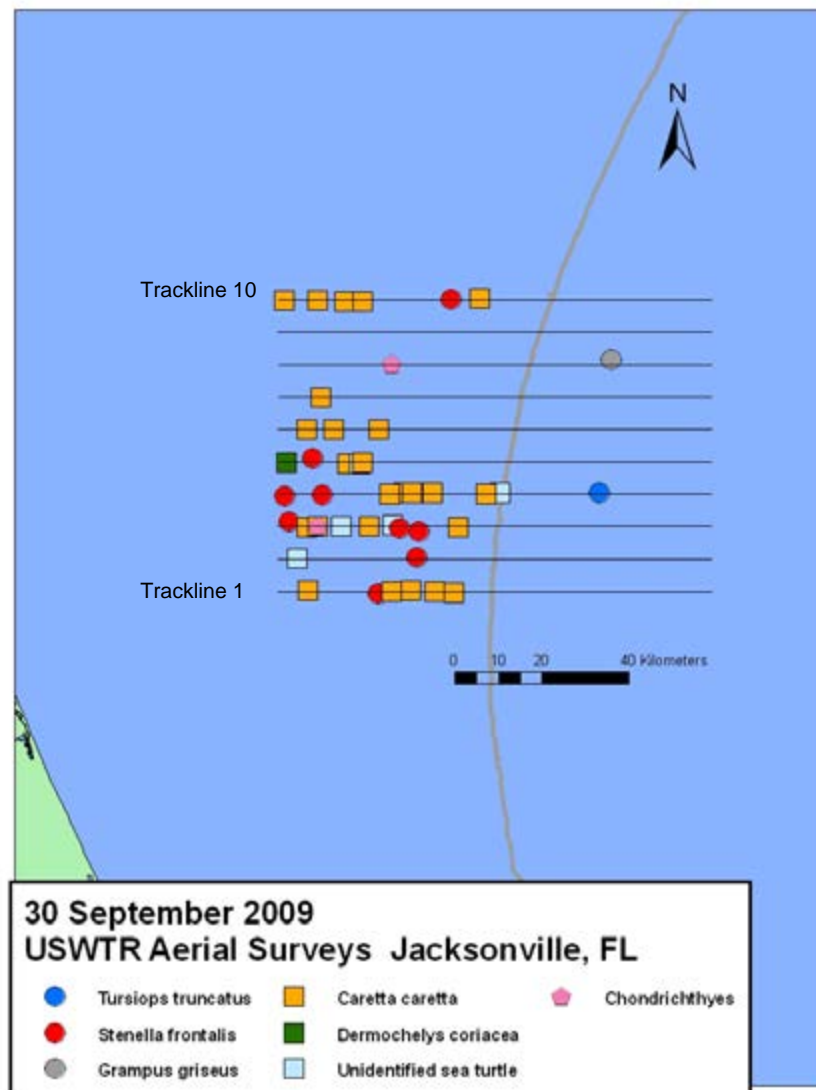 N
Trackline 10
Trackline 1
0 10 20 40 Kilometers
30 September 2009
USWTR Aerial Surveys Jacksonville, FL
Tursiops truncatus Caretta caretta Chondrichthyes
Stenella frontalis Dermochelys coriacea
Grampus griseus Unidentified sea turtle